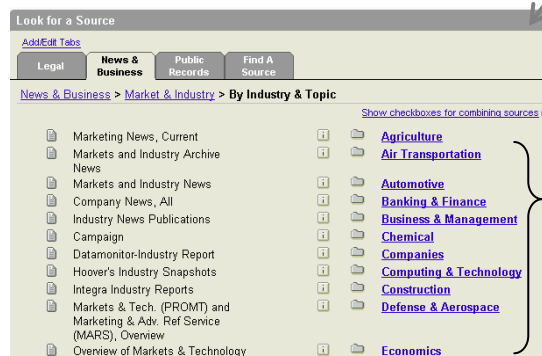 Look for a Source
Add/Edit Tabs
Legal
News & Business
Public Records
Find A Source
News & Business > Market & Industry > By Industry & Topic
Show checkboxes for combining sources
Marketing News, Current
Agriculture
Markets and Industry Archive
News
Air Transportation
Markets and Industry News
Automotive
Company News, All
Banking & Finance
Industry News Publications
Business & Management
Campaign
Chemical
Datamonitor-Industry Report
Companies
Hoover's Industry Snapshots
Computing & Technology
Integra Industry Reports
Construction
Markets & Tech. (PROMT) and
Marketing & Adv. Ref Service
(MARS), Overview
Defense & Aerospace
Overview of Markets & Technology
Economics